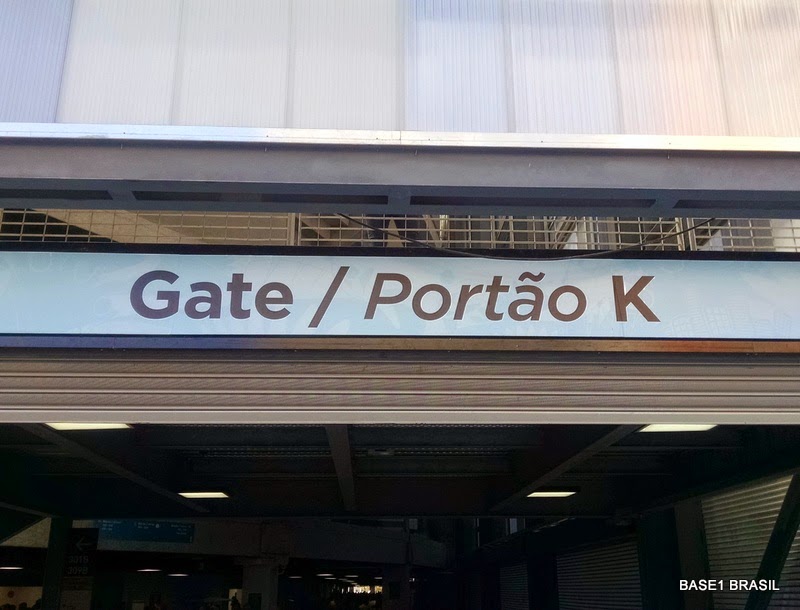 Gate / Portão K
BASE1 BRASIL